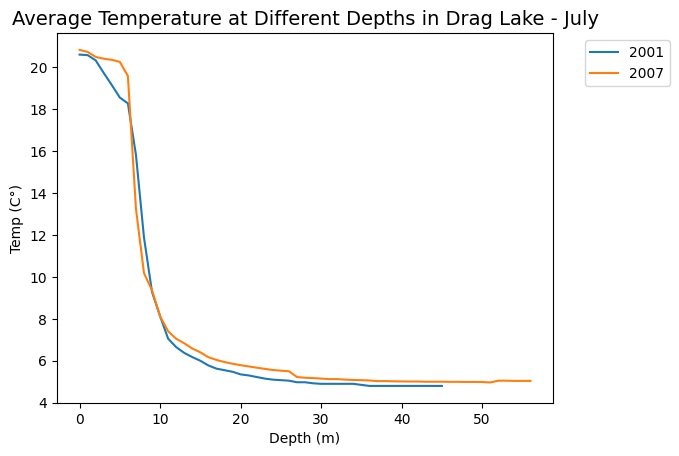 Average Temperature at Different Depths in Drag Lake - July
2001
2007
20
18
16
14
12
10
8
6
4
Temp (C°)
0 10 20 30 40 50
Depth (m)